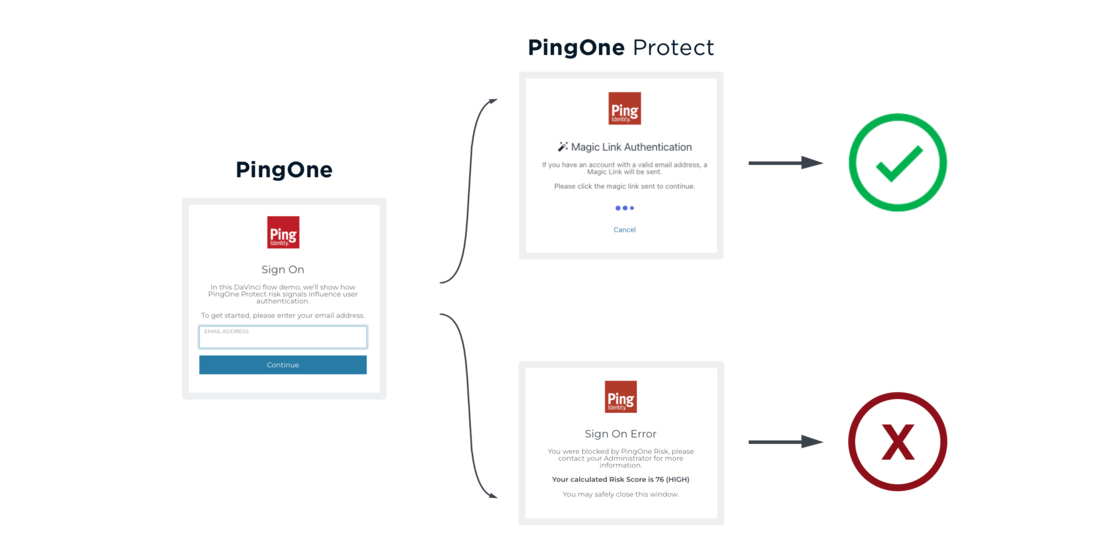 PingOne Protect
Ping
Identity
Magic Link Authentication
If you have an account with a valid email address, a
Magic Link will be sent.
Please click the magic link sent to continue.
Cancel
PingOne
Ping
Identity
Sign On
In this DaVinci flow demo, we'll show how
PingOne Protect risk signals influence user
authentication.
To get started, please enter your email address.
EMAIL ADDRESS
Continue
Ping
Identity
Sign On Error
You were blocked by PingOne Risk, please
contact your Administrator for more
information.
Your calculated Risk Score is 76 (HIGH)
You may safely close this window.
X